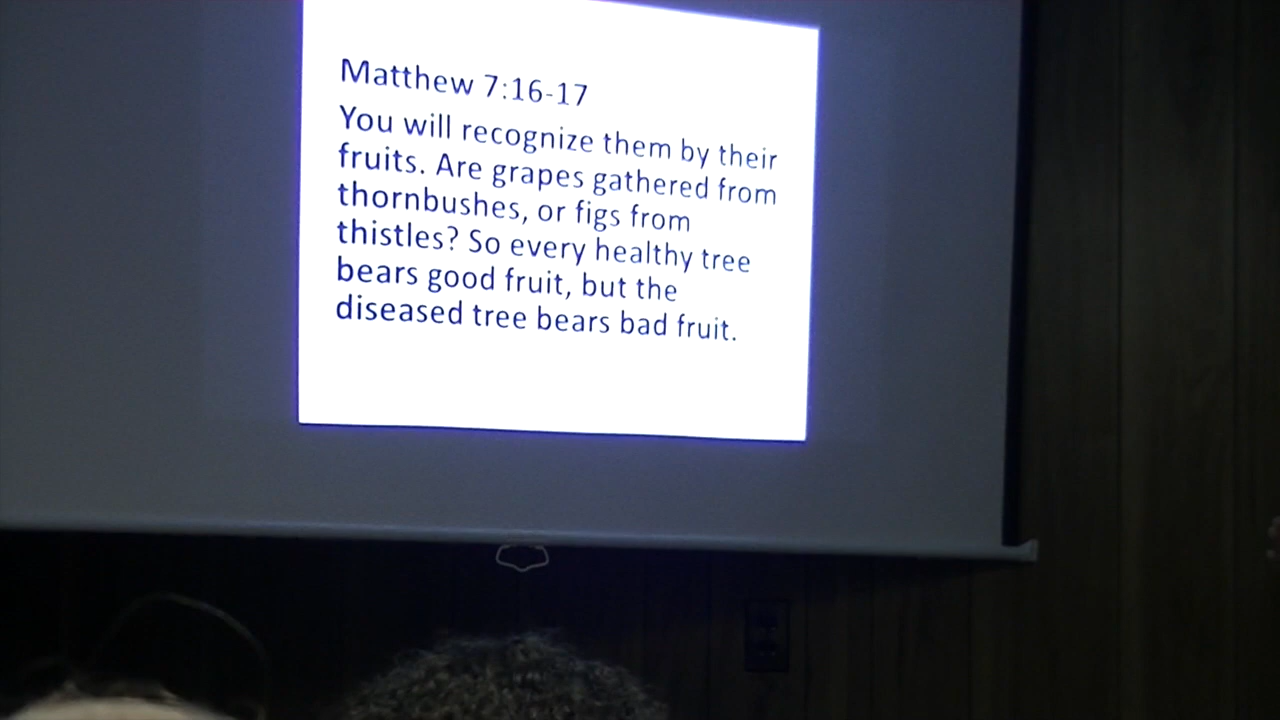 Matthew 7:16-17
You will recognize them by their
fruits. Are grapes gathered from
thornbushes, or figs from
thistles? So every healthy tree
bears good fruit, but the
diseased tree bears bad fruit.